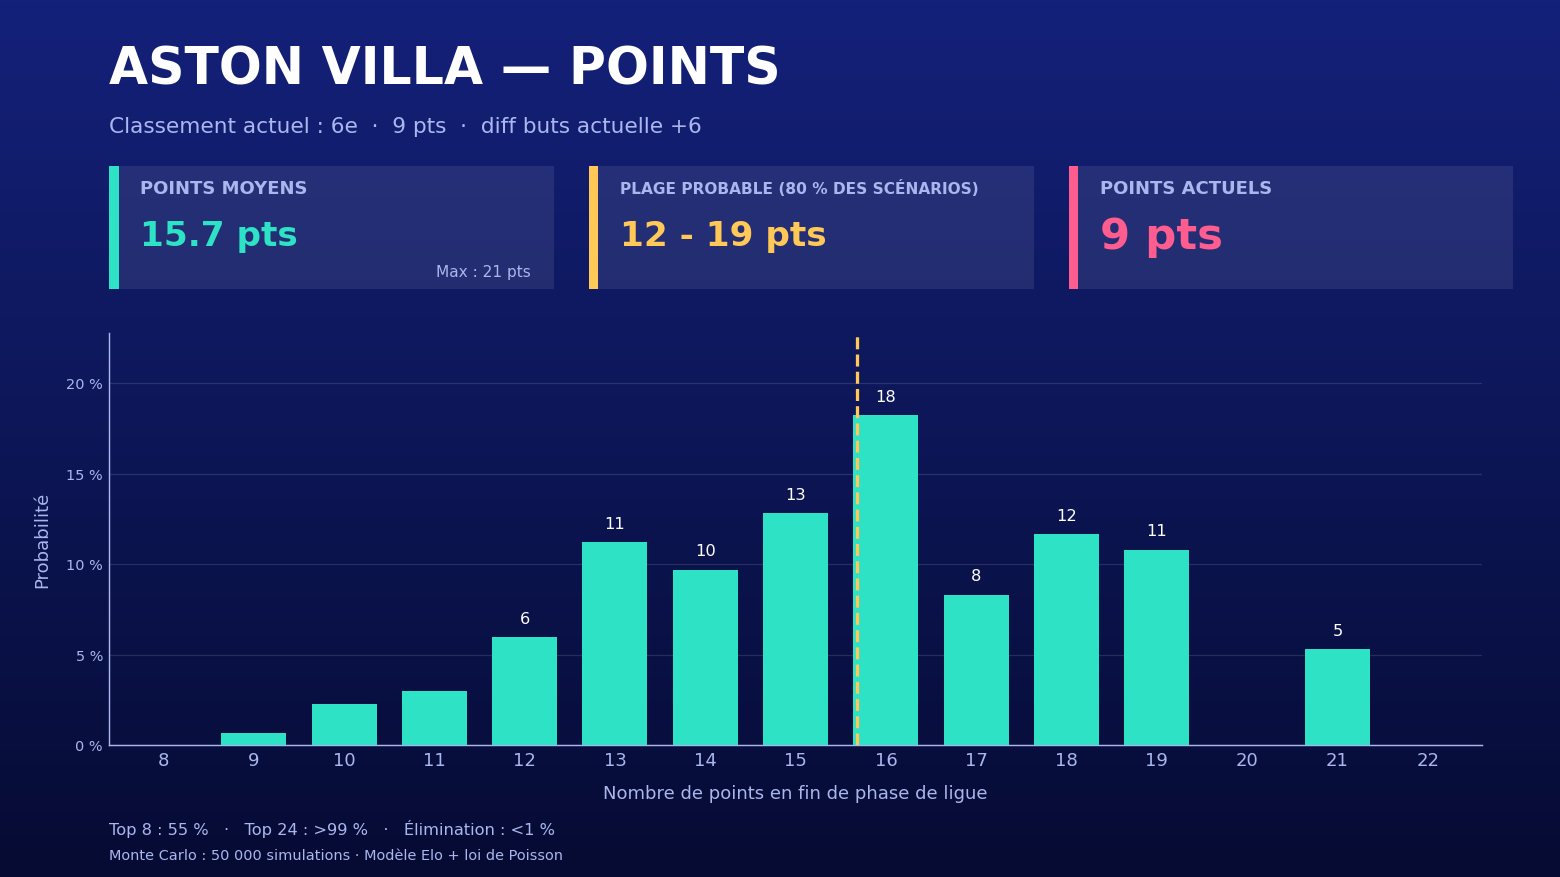 ASTON VILLA — POINTS
Classement actuel : 6e · 9 pts · diff buts actuelle +6
POINTS MOYENS
15.7 pts
Max : 21 pts
PLAGE PROBABLE (80 % DES SCÉNARIOS)
12 - 19 pts
POINTS ACTUELS
9 pts
Probabilité
20 %
15 %
10 %
5 %
0 %
6
11
10
13
18
8
12
11
5
8 9 10 11 12 13 14 15 16 17 18 19 20 21 22
Nombre de points en fin de phase de ligue
Top 8 : 55 % · Top 24 : >99 % · Élimination : <1 %
Monte Carlo : 50 000 simulations · Modèle Elo + loi de Poisson